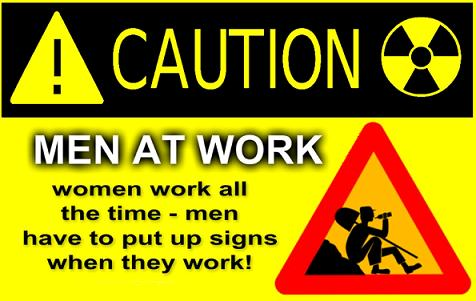 CAUTION
MEN AT WORK
women work all
the time - men
have to put up signs
when they work!